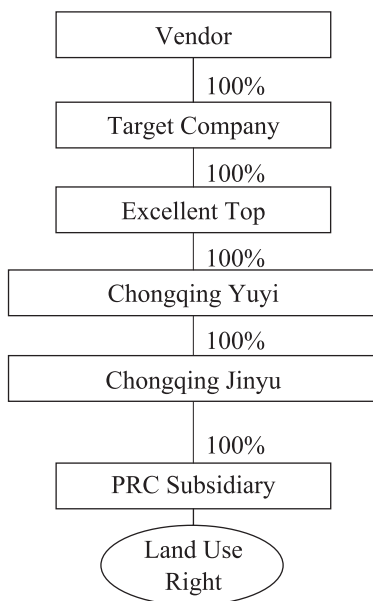 Vendor
100%
Target Company
100%
Excellent Top
100%
Chongqing Yuyi
100%
Chongqing Jinyu
100%
PRC Subsidiary
Land Use
Right